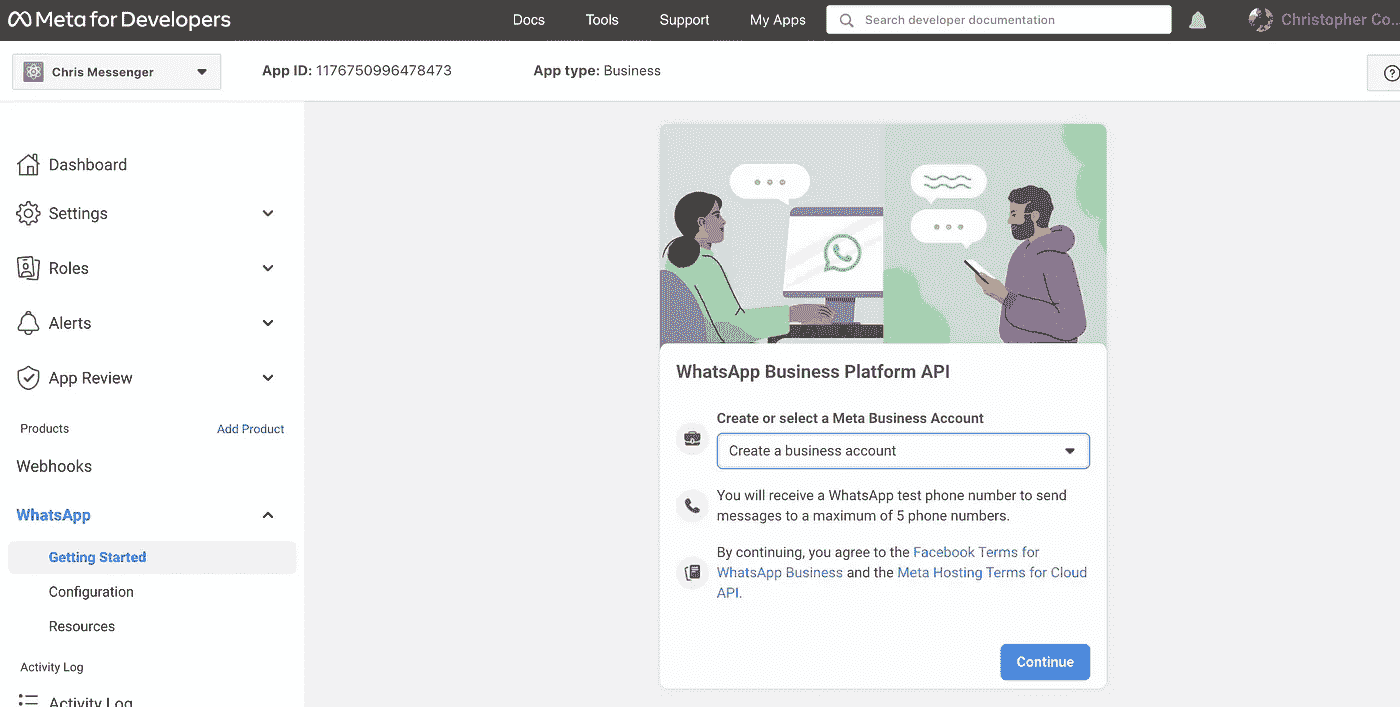 Meta for Developers
Docs
Tools
Support
My Apps
Search developer documentation
Christopher Co...
Chris Messenger
App ID: 1176750996478473
App type: Business
Dashboard
Settings
Roles
Alerts
App Review
Products
Add Product
Webhooks
WhatsApp
Getting Started
Configuration
Resources
Activity Log
Activity Log
WhatsApp Business Platform API
Create or select a Meta Business Account
Create a business account
You will receive a WhatsApp test phone number to send
messages to a maximum of 5 phone numbers.
By continuing, you agree to the Facebook Terms for
WhatsApp Business and the Meta Hosting Terms for Cloud
API.
Continue